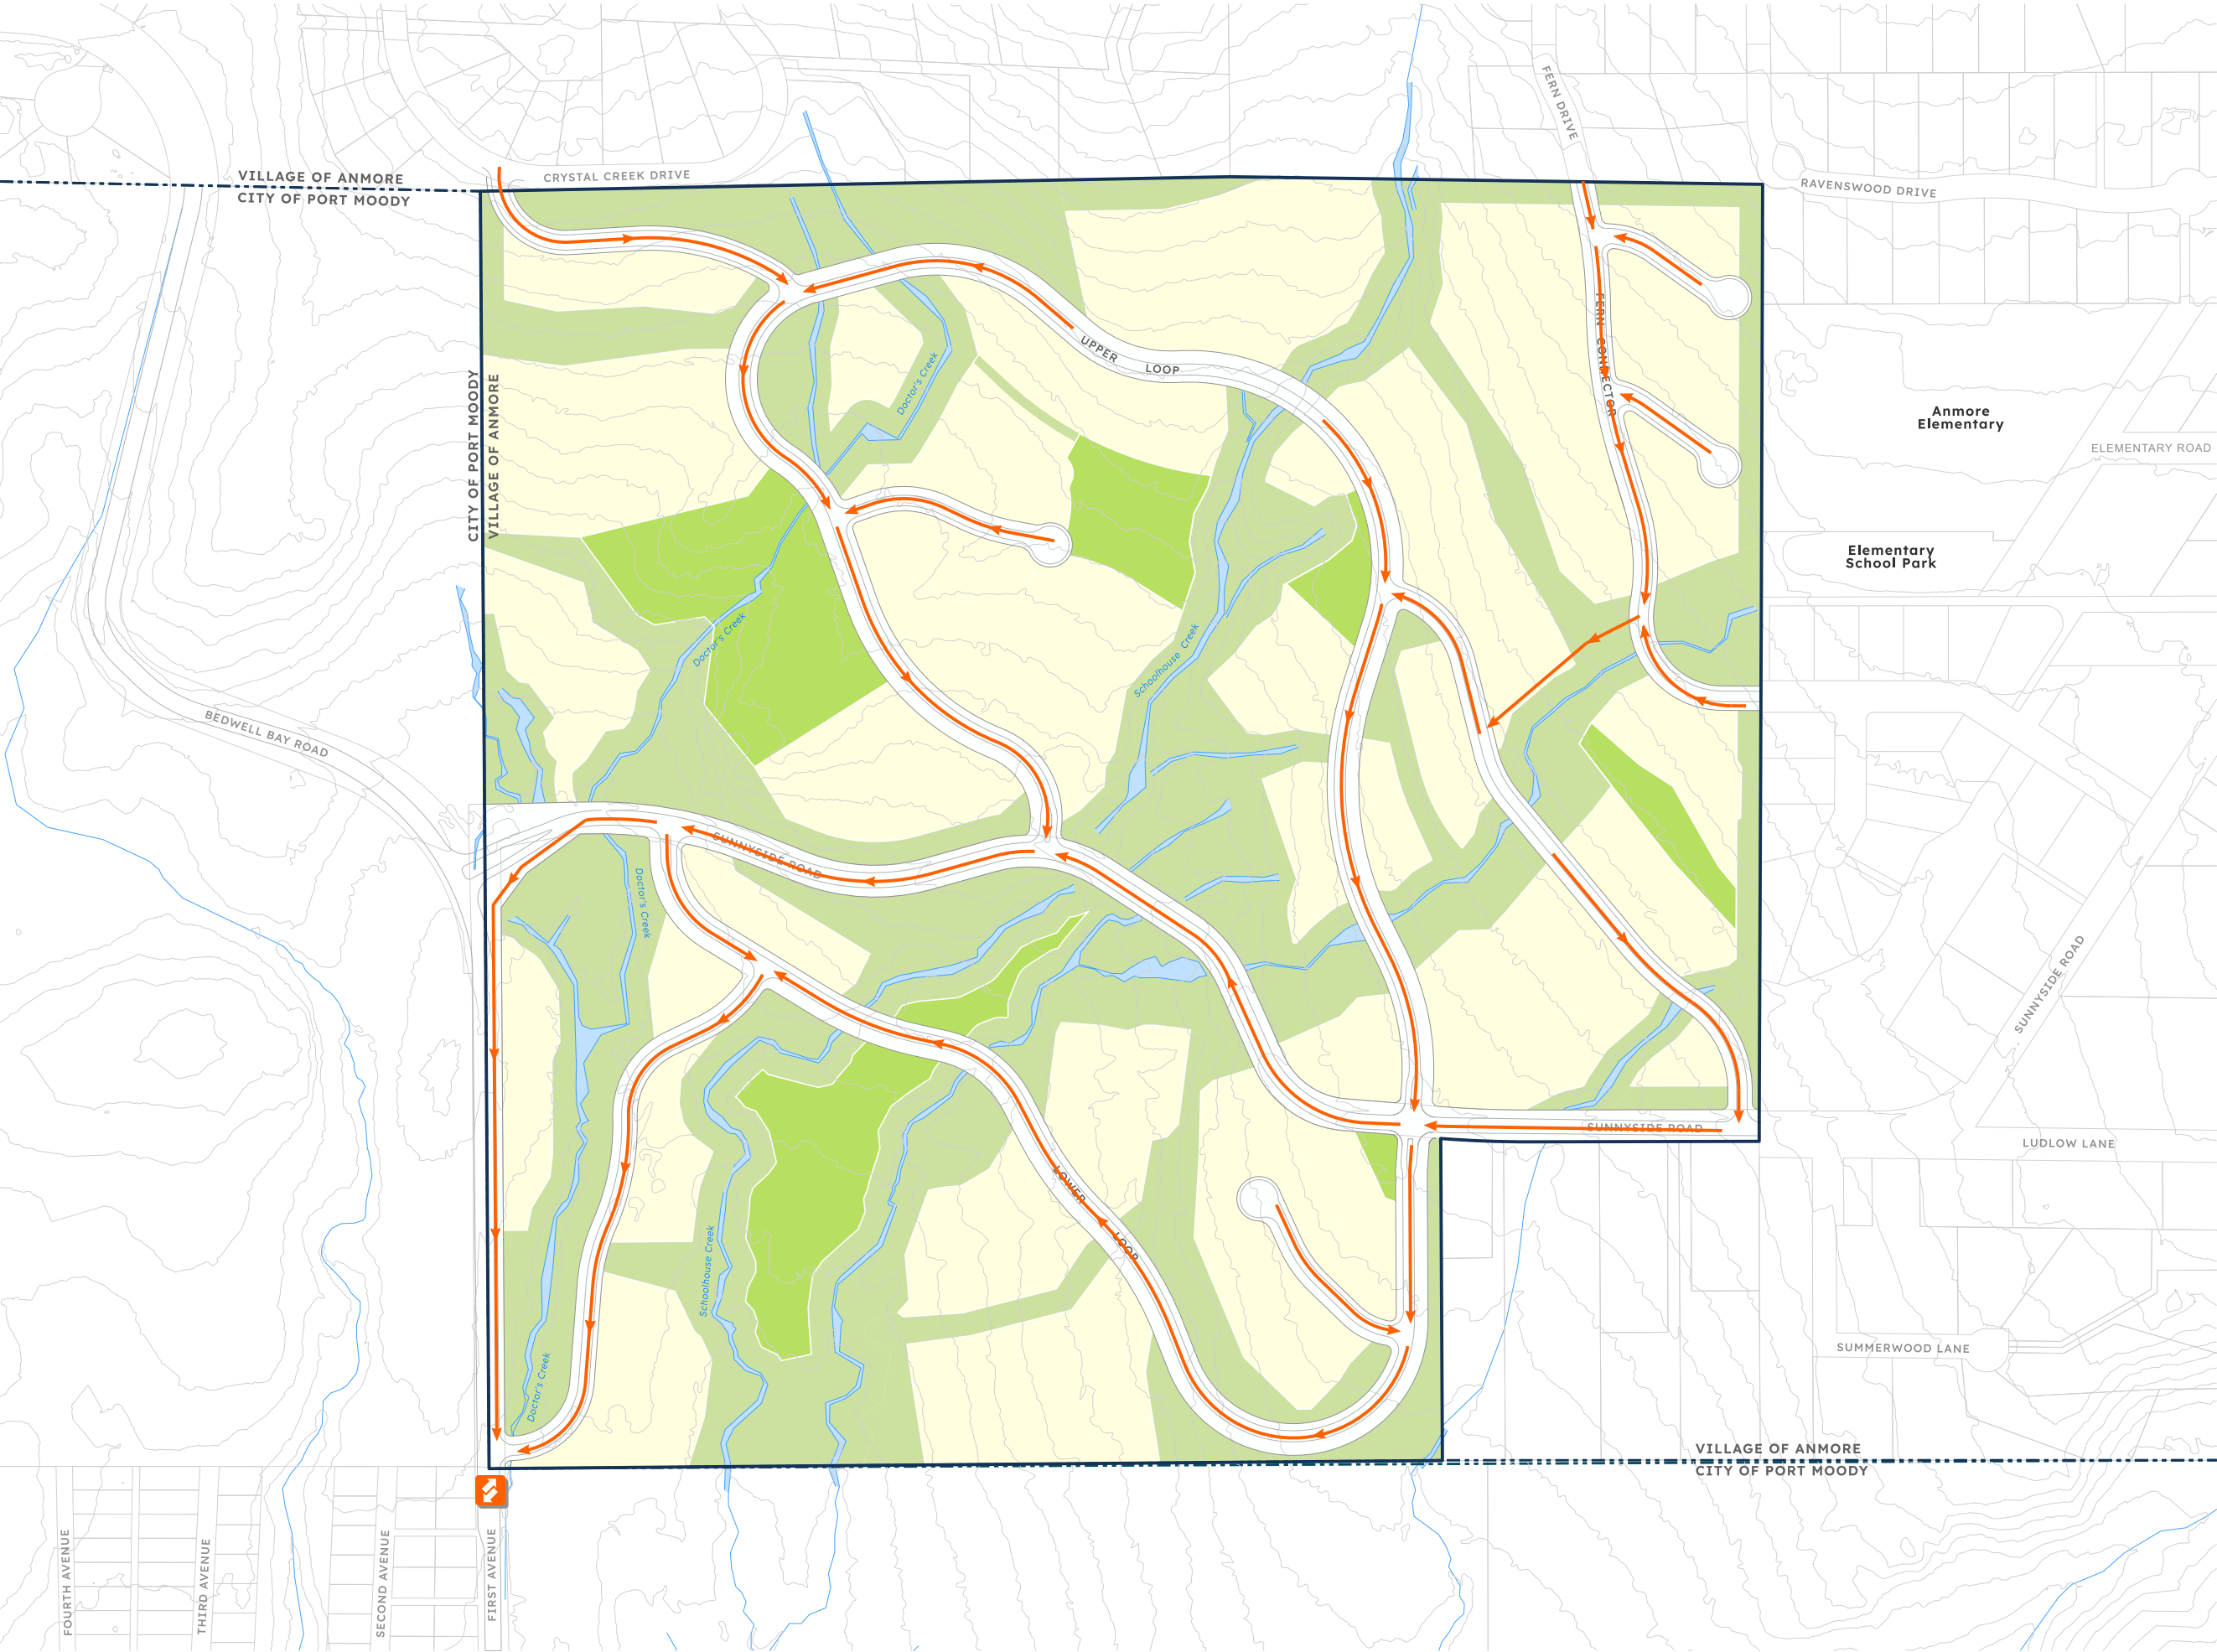 FERN DRIVE
VILLAGE OF ANMORE
CITY OF PORT MOODY
CRYSTAL CREEK DRIVE
RAVENSWOOD DRIVE
UPPER
LOOP
FERN CONNECTOR
Doctor's Creek
CITY OF PORT MOODY
VILLAGE OF ANMORE
Anmore
Elementary
ELEMENTARY ROAD
Elementary
School Park
Doctor's Creek
Schoolhouse Creek
BEDWELL BAY ROAD
SUNNYSIDE ROAD
Doctor's Creek
SUNNYSIDE ROAD
SUNNYSIDE ROAD
LUDLOW LANE
LOWER
LOOP
Schoolhouse Creek
SUMMERWOOD LANE
Doctor's Creek
VILLAGE OF ANMORE
CITY OF PORT MOODY
FOURTH AVENUE
THIRD AVENUE
SECOND AVENUE
FIRST AVENUE